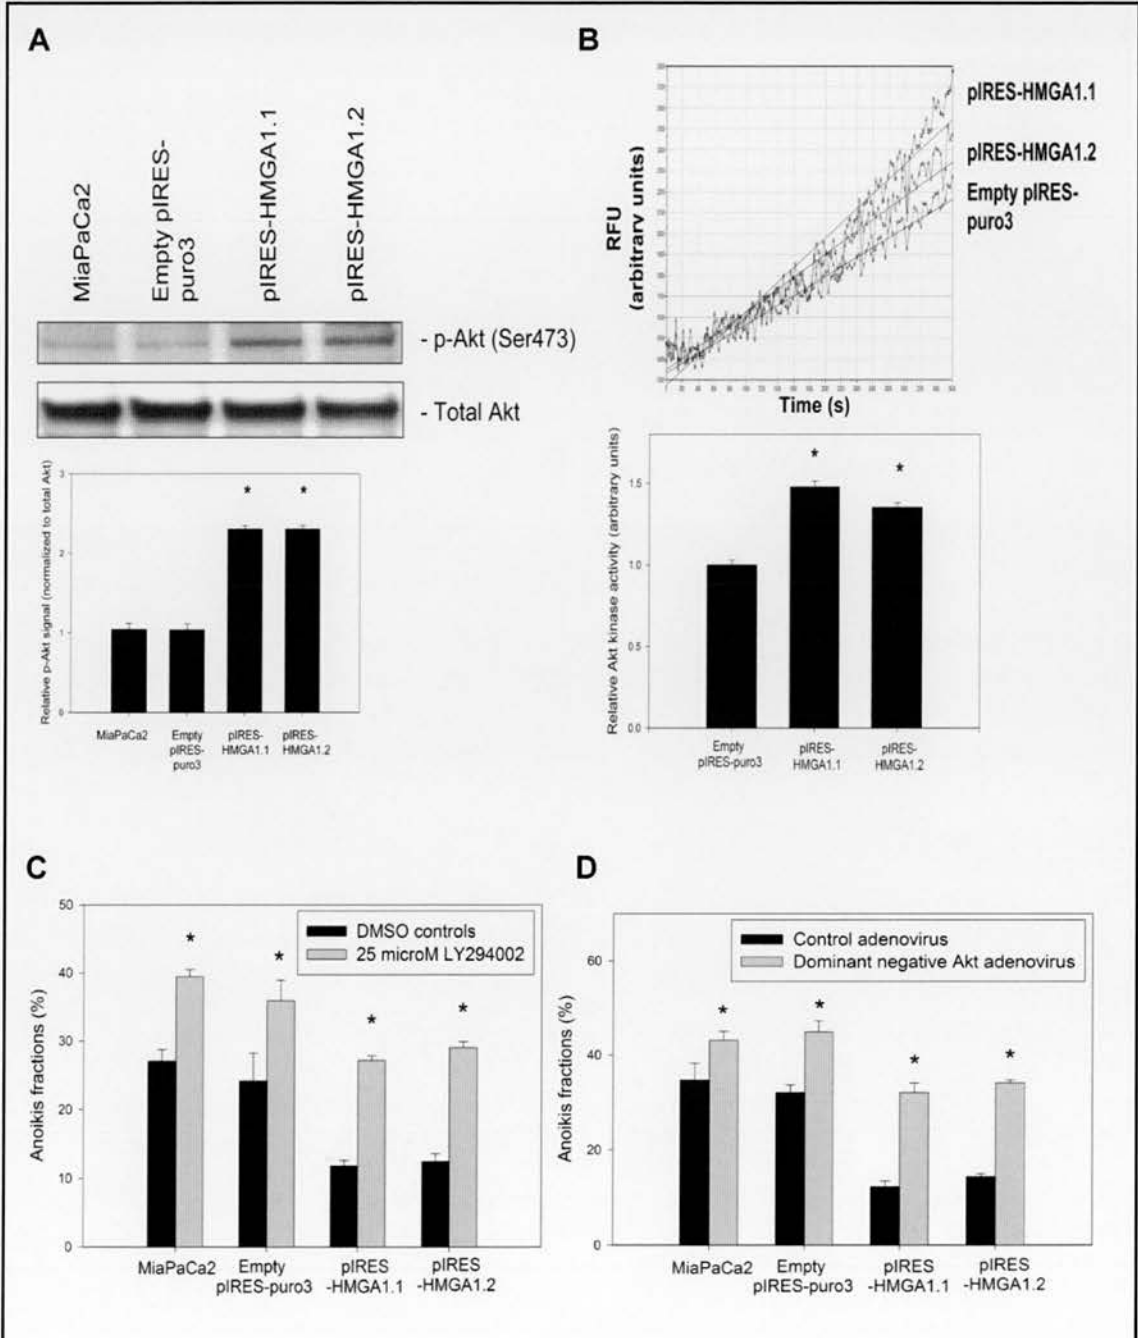 A
MiaPaCa2
Empty pIRES-
puro3
pIRES-HMGA1.1
pIRES-HMGA1.2
- p-Akt (Ser473)
- Total Akt
Relative p-Akt signal (normalized to total Akt)
3
2
1
0
* *
MiaPaCa2
Empty
pIRES-
puro3
pIRES-
HMGA1.1
pIRES-
HMGA1.2
B
RFU
(arbitrary units)
pIRES-HMGA1.1
pIRES-HMGA1.2
Empty pIRES-
puro3
Time (s)
Relative Akt kinase activity (arbitrary units)
1.5
1.0
0.5
0.0
* *
Empty
pIRES-puro3
pIRES-
HMGA1.1
pIRES-
HMGA1.2
C
Anoikis fractions (%)
50
40
30
20
10
0
DMSO controls
25 microM LY294002
* * * *
MiaPaCa2
Empty
pIRES-puro3
pIRES
-HMGA1.1
pIRES
-HMGA1.2
D
Anoikis fractions (%)
60
40
20
0
Control adenovirus
Dominant negative Akt adenovirus
* * * *
MiaPaCa2
Empty
pIRES-puro3
pIRES
-HMGA1.1
pIRES
-HMGA1.2